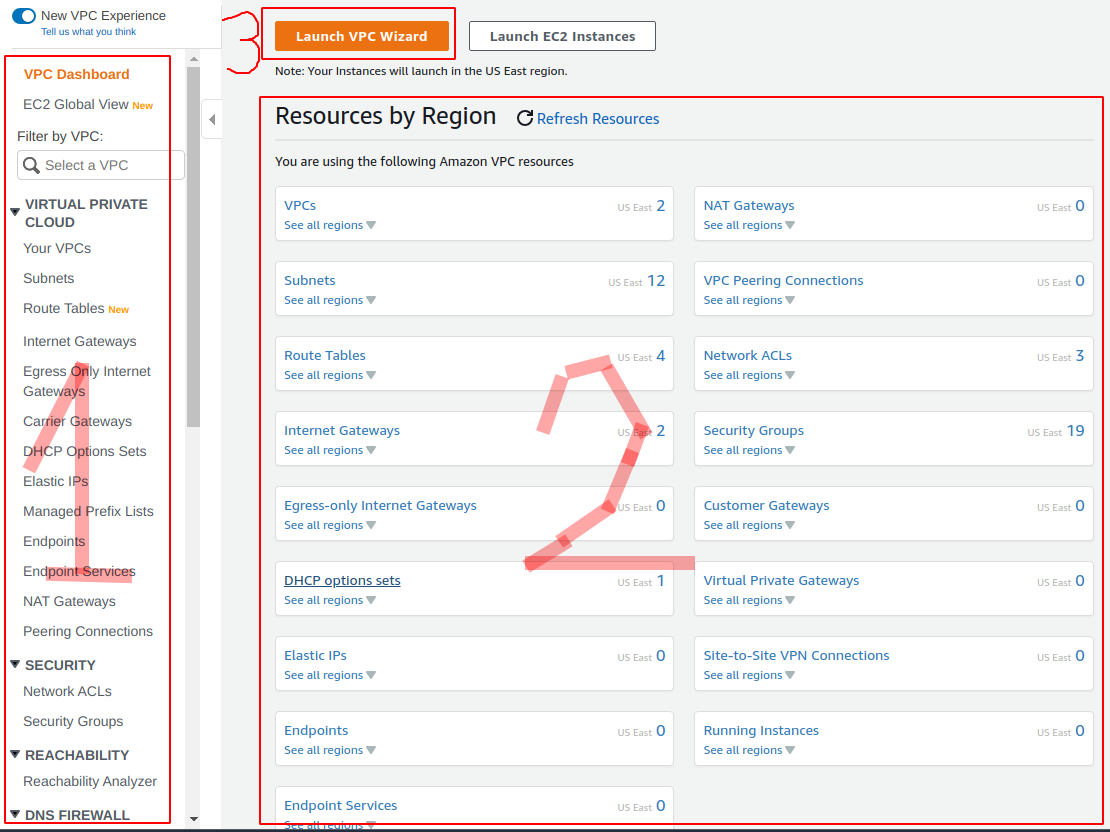 New VPC Experience
Tell us what you think
VPC Dashboard
EC2 Global View New
Filter by VPC:
Select a VPC
VIRTUAL PRIVATE
CLOUD
Your VPCs
Subnets
Route Tables New
Internet Gateways
Egress Only Internet
Gateways
Carrier Gateways
DHCP Options Sets
Elastic IPs
Managed Prefix Lists
Endpoints
Endpoint Services
NAT Gateways
Peering Connections
SECURITY
Network ACLs
Security Groups
REACHABILITY
Reachability Analyzer
DNS FIREWALL
1
3
Launch VPC Wizard
Launch EC2 Instances
Note: Your Instances will launch in the US East region.
Resources by Region
Refresh Resources
You are using the following Amazon VPC resources
VPCs US East 2
See all regions
NAT Gateways US East 0
See all regions
Subnets US East 12
See all regions
VPC Peering Connections US East 0
See all regions
Route Tables US East 4
See all regions
Network ACLs US East 3
See all regions
Internet Gateways US East 2
See all regions
Security Groups US East 19
See all regions
2
Egress-only Internet Gateways US East 0
See all regions
Customer Gateways US East 0
See all regions
DHCP options sets US East 1
See all regions
Virtual Private Gateways US East 0
See all regions
Elastic IPs US East 0
See all regions
Site-to-Site VPN Connections US East 0
See all regions
Endpoints US East 0
See all regions
Running Instances US East 0
See all regions
Endpoint Services US East 0
See all regions